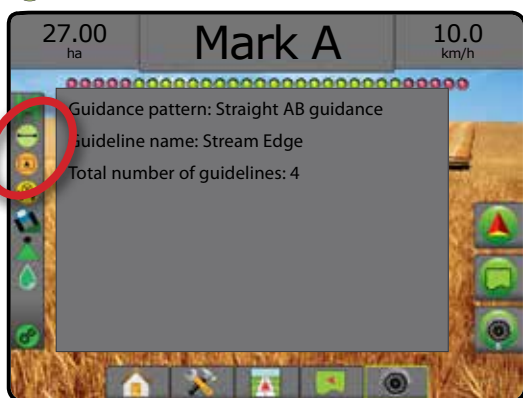 27.00
ha
Mark A
10.0
km/h
Guidance pattern: Straight AB guidance
Guideline name: Stream Edge
Total number of guidelines: 4